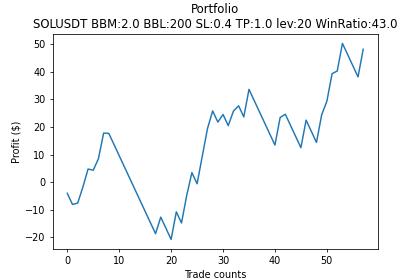 Portfolio
SOLUSDT BBM:2.0 BBL:200 SL:0.4 TP:1.0 lev:20 WinRatio:43.0
50
40
30
20
10
0
−10
−20
Profit ($)
0 10 20 30 40 50
Trade counts